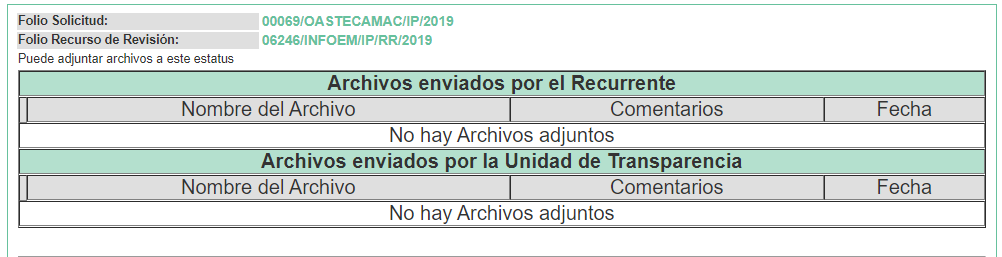 Folio Solicitud: 00069/OASTECAMAC/IP/2019
Folio Recurso de Revisión: 06246/INFOEM/IP/RR/2019
Puede adjuntar archivos a este estatus
Archivos enviados por el Recurrente
Nombre del Archivo Comentarios Fecha
No hay Archivos adjuntos
Archivos enviados por la Unidad de Transparencia
Nombre del Archivo Comentarios Fecha
No hay Archivos adjuntos